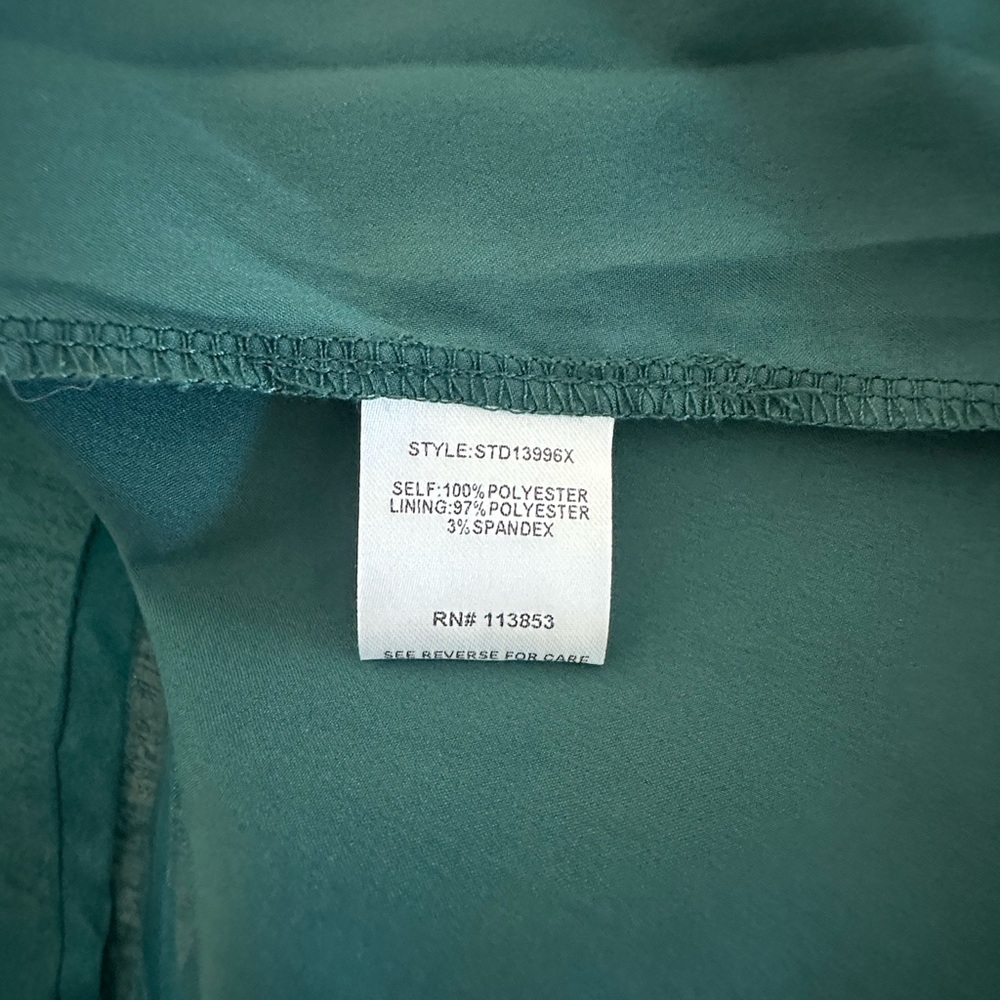 STYLE:STD13996X
SELF:100%POLYESTER
LINING:97%POLYESTER
3%SPANDEX
RN# 113853
SEE REVERSE FOR CARE